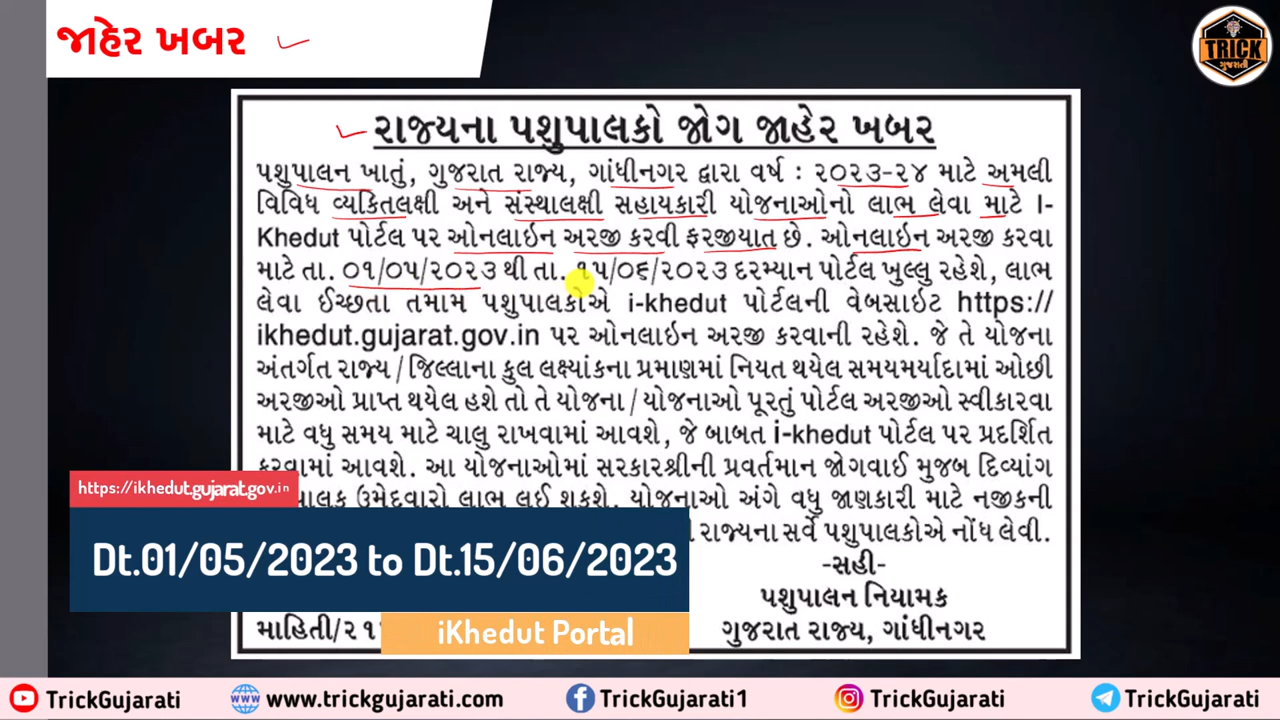 જાહેર ખબર
TRICK
ગુજરાતી
રાજ્યના પશુપાલકો જોગ જાહેર ખબર
પશુપાલન ખાતું, ગુજરાત રાજ્ય, ગાંધીનગર દ્વારા વર્ષ : ૨૦૨૩-૨૪ માટે અમલી
વિવિધ વ્યકિતલક્ષી અને સંસ્થાલક્ષી સહાયકારી યોજનાઓનો લાભ લેવા માટે I-
Khedut પોર્ટલ પર ઓનલાઇન અરજી કરવી ફરજીયાત છે. ઓનલાઇન અરજી કરવા
માટે તા. ૦૧/૦૫/૨૦૨૩ થી તા. ૧૫/૦૬/૨૦૨૩ દરમ્યાન પોર્ટલ ખુલ્લુ રહેશે, લાભ
લેવા ઈચ્છતા તમામ પશુપાલકોએ i-khedut પોર્ટલની વેબસાઇટ https://
ikhedut.gujarat.gov.in પર ઓનલાઇન અરજી કરવાની રહેશે. જે તે યોજના
અંતર્ગત રાજ્ય / જિલ્લાના કુલ લક્ષ્યાંકના પ્રમાણમાં નિયત થયેલ સમયમર્યાદામાં ઓછી
અરજીઓ પ્રાપ્ત થયેલ હશે તો તે યોજના / યોજનાઓ પૂરતું પોર્ટલ અરજીઓ સ્વીકારવા
માટે વધુ સમય માટે ચાલુ રાખવામાં આવશે, જે બાબત i-khedut પોર્ટલ પર પ્રદર્શિત
કરવામાં આવશે. આ યોજનાઓમાં સરકારશ્રીની પ્રવર્તમાન જોગવાઈ મુજબ દિવ્યાંગ
https://ikhedut.gujarat.gov.in
ઉમેદવારો લાભ લઈ શકશે. યોજનાઓ અંગે વધુ જાણકારી માટે નજીકની
રાજ્યના સર્વે પશુપાલકોએ નોંધ લેવી.
Dt.01/05/2023 to Dt.15/06/2023
-સહી-
પશુપાલન નિયામક
માહિતી/૨૧
iKhedut Portal
ગુજરાત રાજ્ય, ગાંધીનગર
TrickGujarati www.trickgujarati.com TrickGujarati1 TrickGujarati TrickGujarati